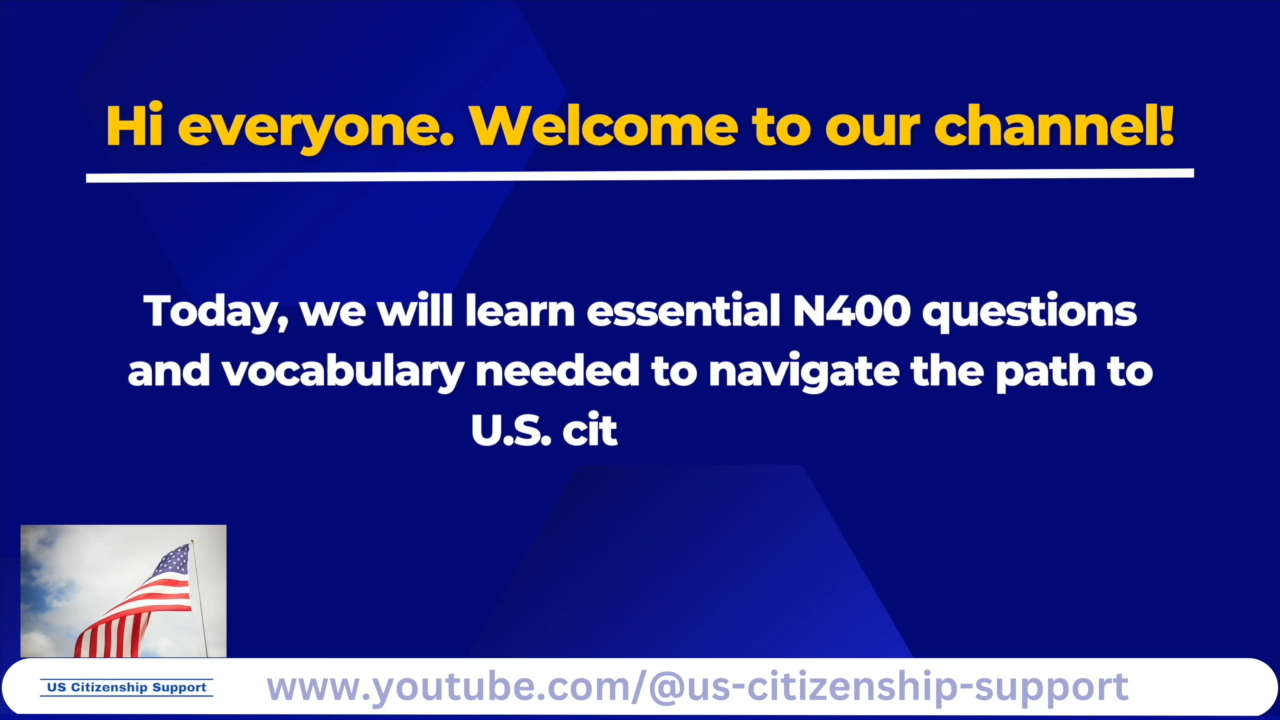 Hi everyone. Welcome to our channel!
Today, we will learn essential N400 questions
and vocabulary needed to navigate the path to
U.S. cit
US Citizenship Support
www.youtube.com/@us-citizenship-support